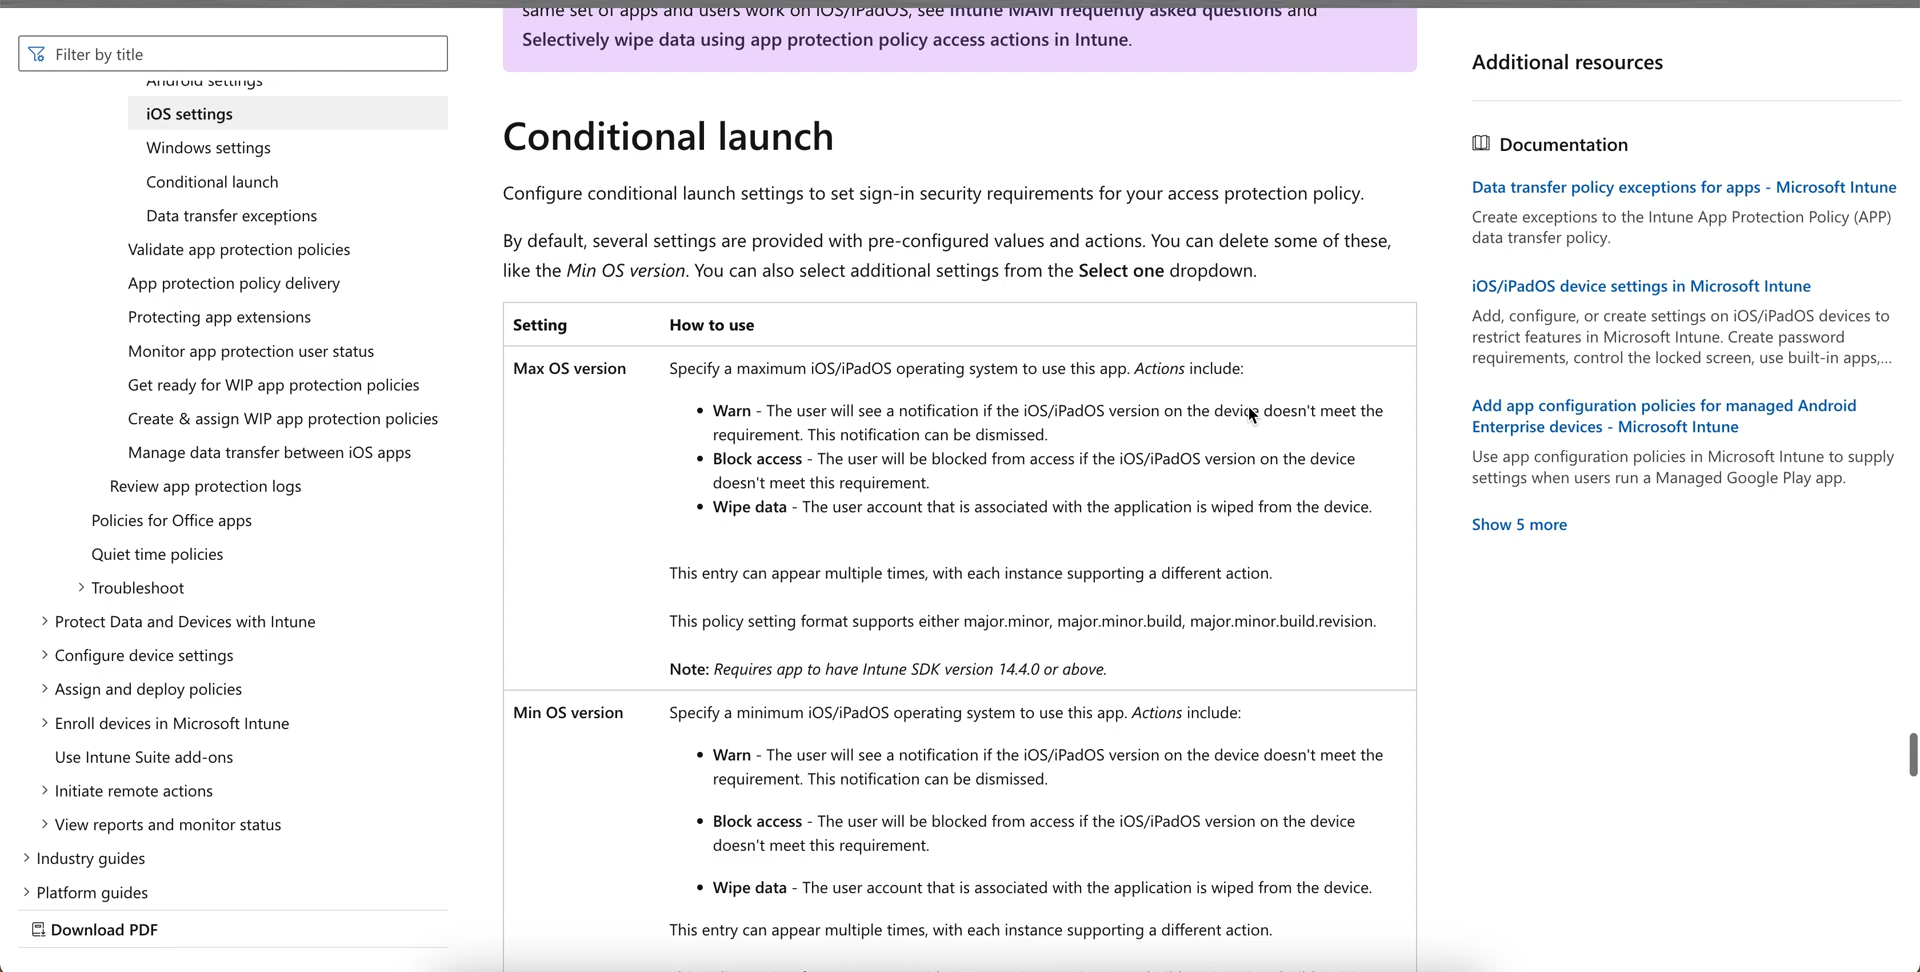 same set of apps and users work on iOS/iPadOS, see Intune MAM frequently asked questions and
Selectively wipe data using app protection policy access actions in Intune.
Filter by title
Android settings
iOS settings
Windows settings
Conditional launch
Data transfer exceptions
Validate app protection policies
App protection policy delivery
Protecting app extensions
Monitor app protection user status
Get ready for WIP app protection policies
Create & assign WIP app protection policies
Manage data transfer between iOS apps
Review app protection logs
Policies for Office apps
Quiet time policies
Troubleshoot
Protect Data and Devices with Intune
Configure device settings
Assign and deploy policies
Enroll devices in Microsoft Intune
Use Intune Suite add-ons
Initiate remote actions
View reports and monitor status
Industry guides
Platform guides
Download PDF
Conditional launch
Configure conditional launch settings to set sign-in security requirements for your access protection policy.
By default, several settings are provided with pre-configured values and actions. You can delete some of these,
like the Min OS version. You can also select additional settings from the Select one dropdown.
Setting How to use
Max OS version Specify a maximum iOS/iPadOS operating system to use this app. Actions include:
• Warn - The user will see a notification if the iOS/iPadOS version on the device doesn't meet the
requirement. This notification can be dismissed.
• Block access - The user will be blocked from access if the iOS/iPadOS version on the device
doesn't meet this requirement.
• Wipe data - The user account that is associated with the application is wiped from the device.
This entry can appear multiple times, with each instance supporting a different action.
This policy setting format supports either major.minor, major.minor.build, major.minor.build.revision.
Note: Requires app to have Intune SDK version 14.4.0 or above.
Min OS version Specify a minimum iOS/iPadOS operating system to use this app. Actions include:
• Warn - The user will see a notification if the iOS/iPadOS version on the device doesn't meet the
requirement. This notification can be dismissed.
• Block access - The user will be blocked from access if the iOS/iPadOS version on the device
doesn't meet this requirement.
• Wipe data - The user account that is associated with the application is wiped from the device.
This entry can appear multiple times, with each instance supporting a different action.
Additional resources
Documentation
Data transfer policy exceptions for apps - Microsoft Intune
Create exceptions to the Intune App Protection Policy (APP)
data transfer policy.
iOS/iPadOS device settings in Microsoft Intune
Add, configure, or create settings on iOS/iPadOS devices to
restrict features in Microsoft Intune. Create password
requirements, control the locked screen, use built-in apps,...
Add app configuration policies for managed Android
Enterprise devices - Microsoft Intune
Use app configuration policies in Microsoft Intune to supply
settings when users run a Managed Google Play app.
Show 5 more